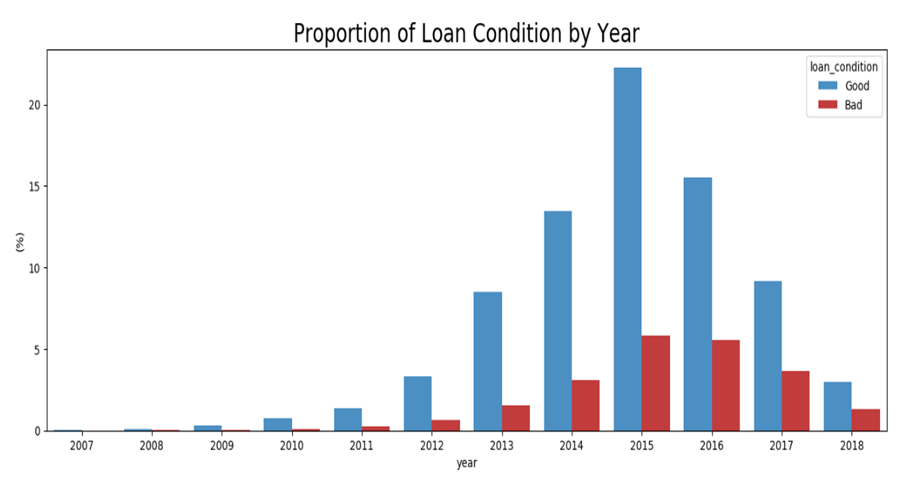 Proportion of Loan Condition by Year
loan_condition
Good
Bad
20
15
10
5
0
(%)
2007 2008 2009 2010 2011 2012 2013 2014 2015 2016 2017 2018
year